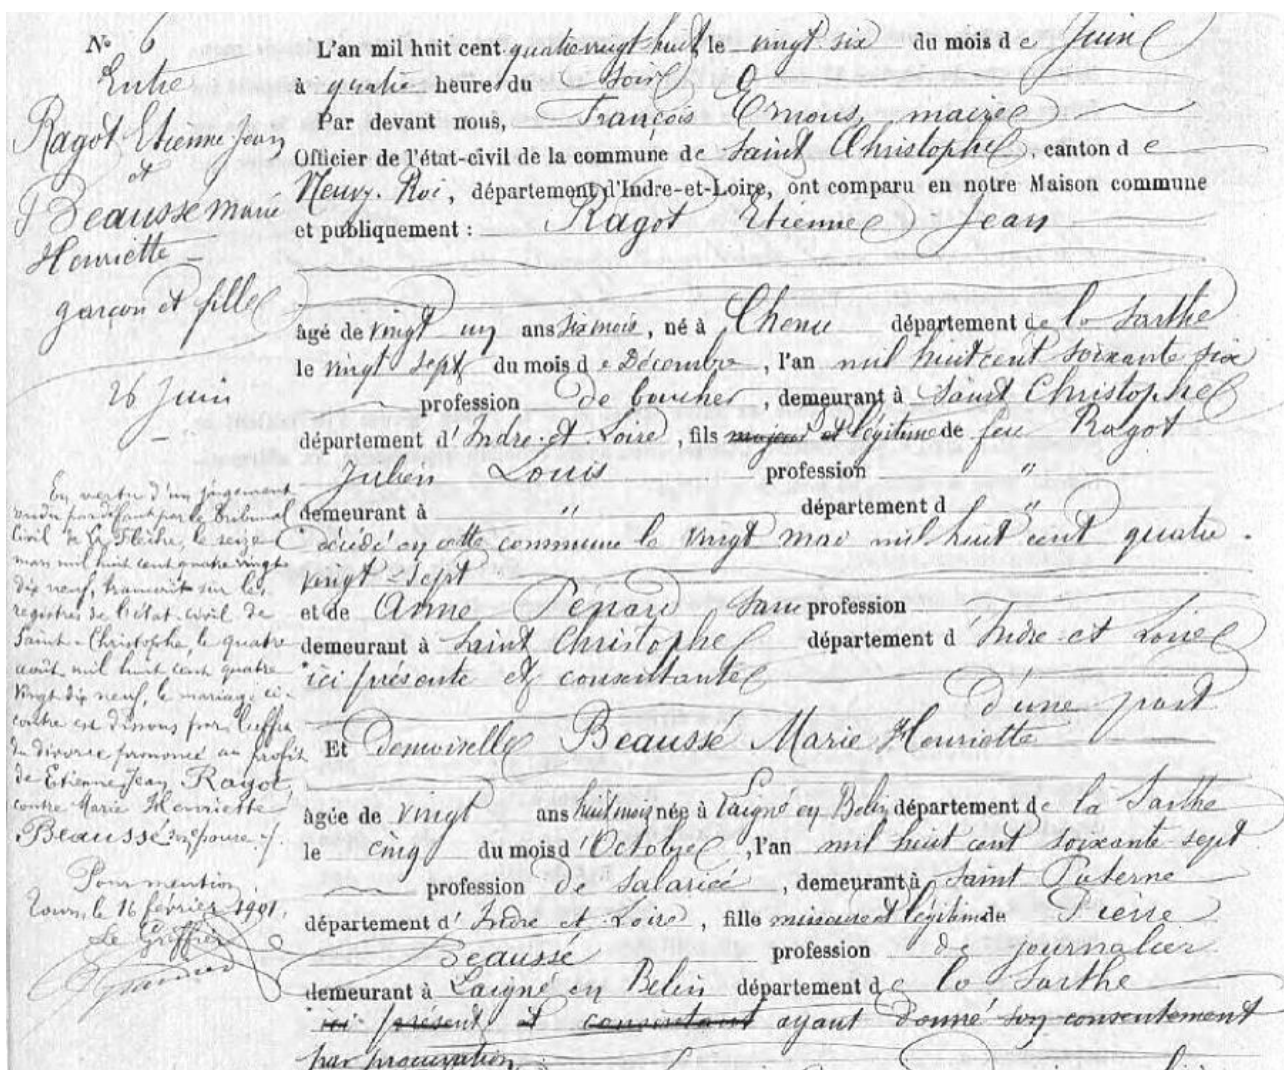 N° 6
Entre
Ragot Etienne Jean
et
Beausse Marie
Henriette
garçon et fille
26 Juin
En vertu d'un jugement
rendu par défaut par le Tribunal
Civil de La Flèche, le seize
mars mil huit cent quatre vingt
dix neuf, transcrit sur les
registres de l'état civil de
Saint-Christophe, le quatre
août mil huit cent quatre
vingt dix neuf, le mariage ci-
contre est dissous par l'effet
du divorce prononcé au profit
de Etienne Jean Ragot,
contre Marie Henriette
Beaussé son épouse ./.
Pour mention
Tours, le 16 février 1901,
Le Greffier
L'an mil huit cent quatre vingt huit le vingt six du mois de Juin
à quatre heures du soir
Par devant nous, François Ernous, maire
Officier de l'état-civil de la commune de Saint Christophe, canton de
Neuvy-Roi, département d'Indre-et-Loire, ont comparu en notre Maison commune
et publiquement : Ragot Etienne Jean
âgé de vingt un ans six mois, né à Chenu département de la Sarthe
le vingt sept du mois de Décembre, l'an mil huit cent soixante six
profession de boucher, demeurant à Saint Christophe
département d'Indre-et-Loire, fils majeur et légitime de feu Ragot
Julien Louis profession "
demeurant à " département d "
décédé en cette commune le vingt mars mil huit cent quatre-
vingt-sept
et de Anne Pénard, sans profession
demeurant à Saint Christophe département d'Indre et Loire
ici présente et consentante
d'une part
Et Demoiselle Beaussé Marie Henriette
âgée de vingt ans huit mois née à Laigné en Belin département de la Sarthe
le cinq du mois d'Octobre, l'an mil huit cent soixante sept
profession de salariée, demeurant à Saint Paterne
département d'Indre et Loire, fille mineure et légitime de Pierre
Beaussé profession de journalier
demeurant à Laigné en Belin département de la Sarthe
ici présent et consentant ayant donné son consentement
par procuration